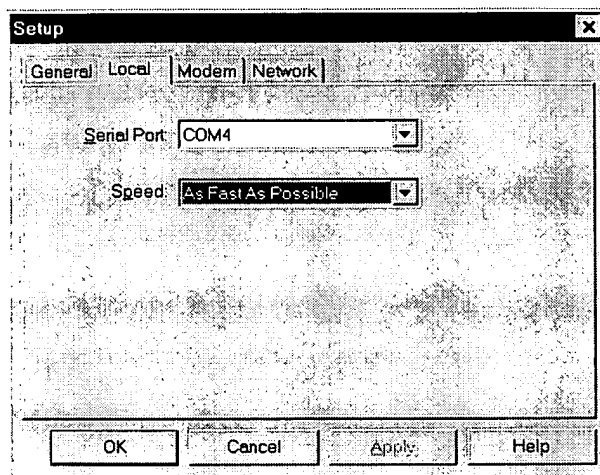 Setup
General Local Modem Network
Serial Port: COM4
Speed: As Fast As Possible
OK Cancel Apply Help